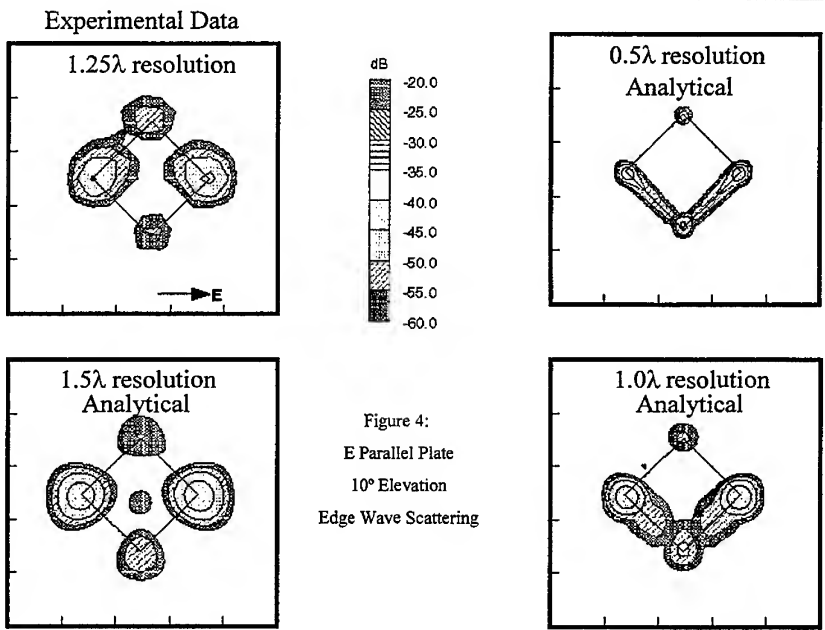 Experimental Data
1.25λ resolution
E
dB
-20.0
-25.0
-30.0
-35.0
-40.0
-45.0
-50.0
-55.0
-60.0
0.5λ resolution
Analytical
1.5λ resolution
Analytical
Figure 4:
E Parallel Plate
10° Elevation
Edge Wave Scattering
1.0λ resolution
Analytical